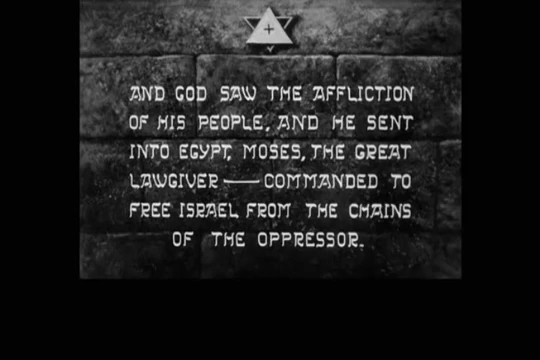 AND GOD SAW THE AFFLICTION
OF HIS PEOPLE, AND HE SENT
INTO EGYPT, MOSES, THE GREAT
LAWGIVER — COMMANDED TO
FREE ISRAEL FROM THE CHAINS
OF THE OPPRESSOR.